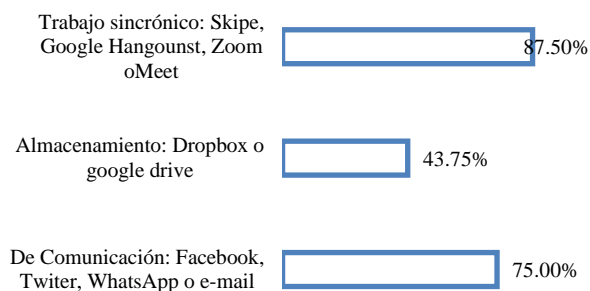 Trabajo sincrónico: Skipe,
Google Hangounst, Zoom
oMeet
87.50%
Almacenamiento: Dropbox o
google drive
43.75%
De Comunicación: Facebook,
Twiter, WhatsApp o e-mail
75.00%